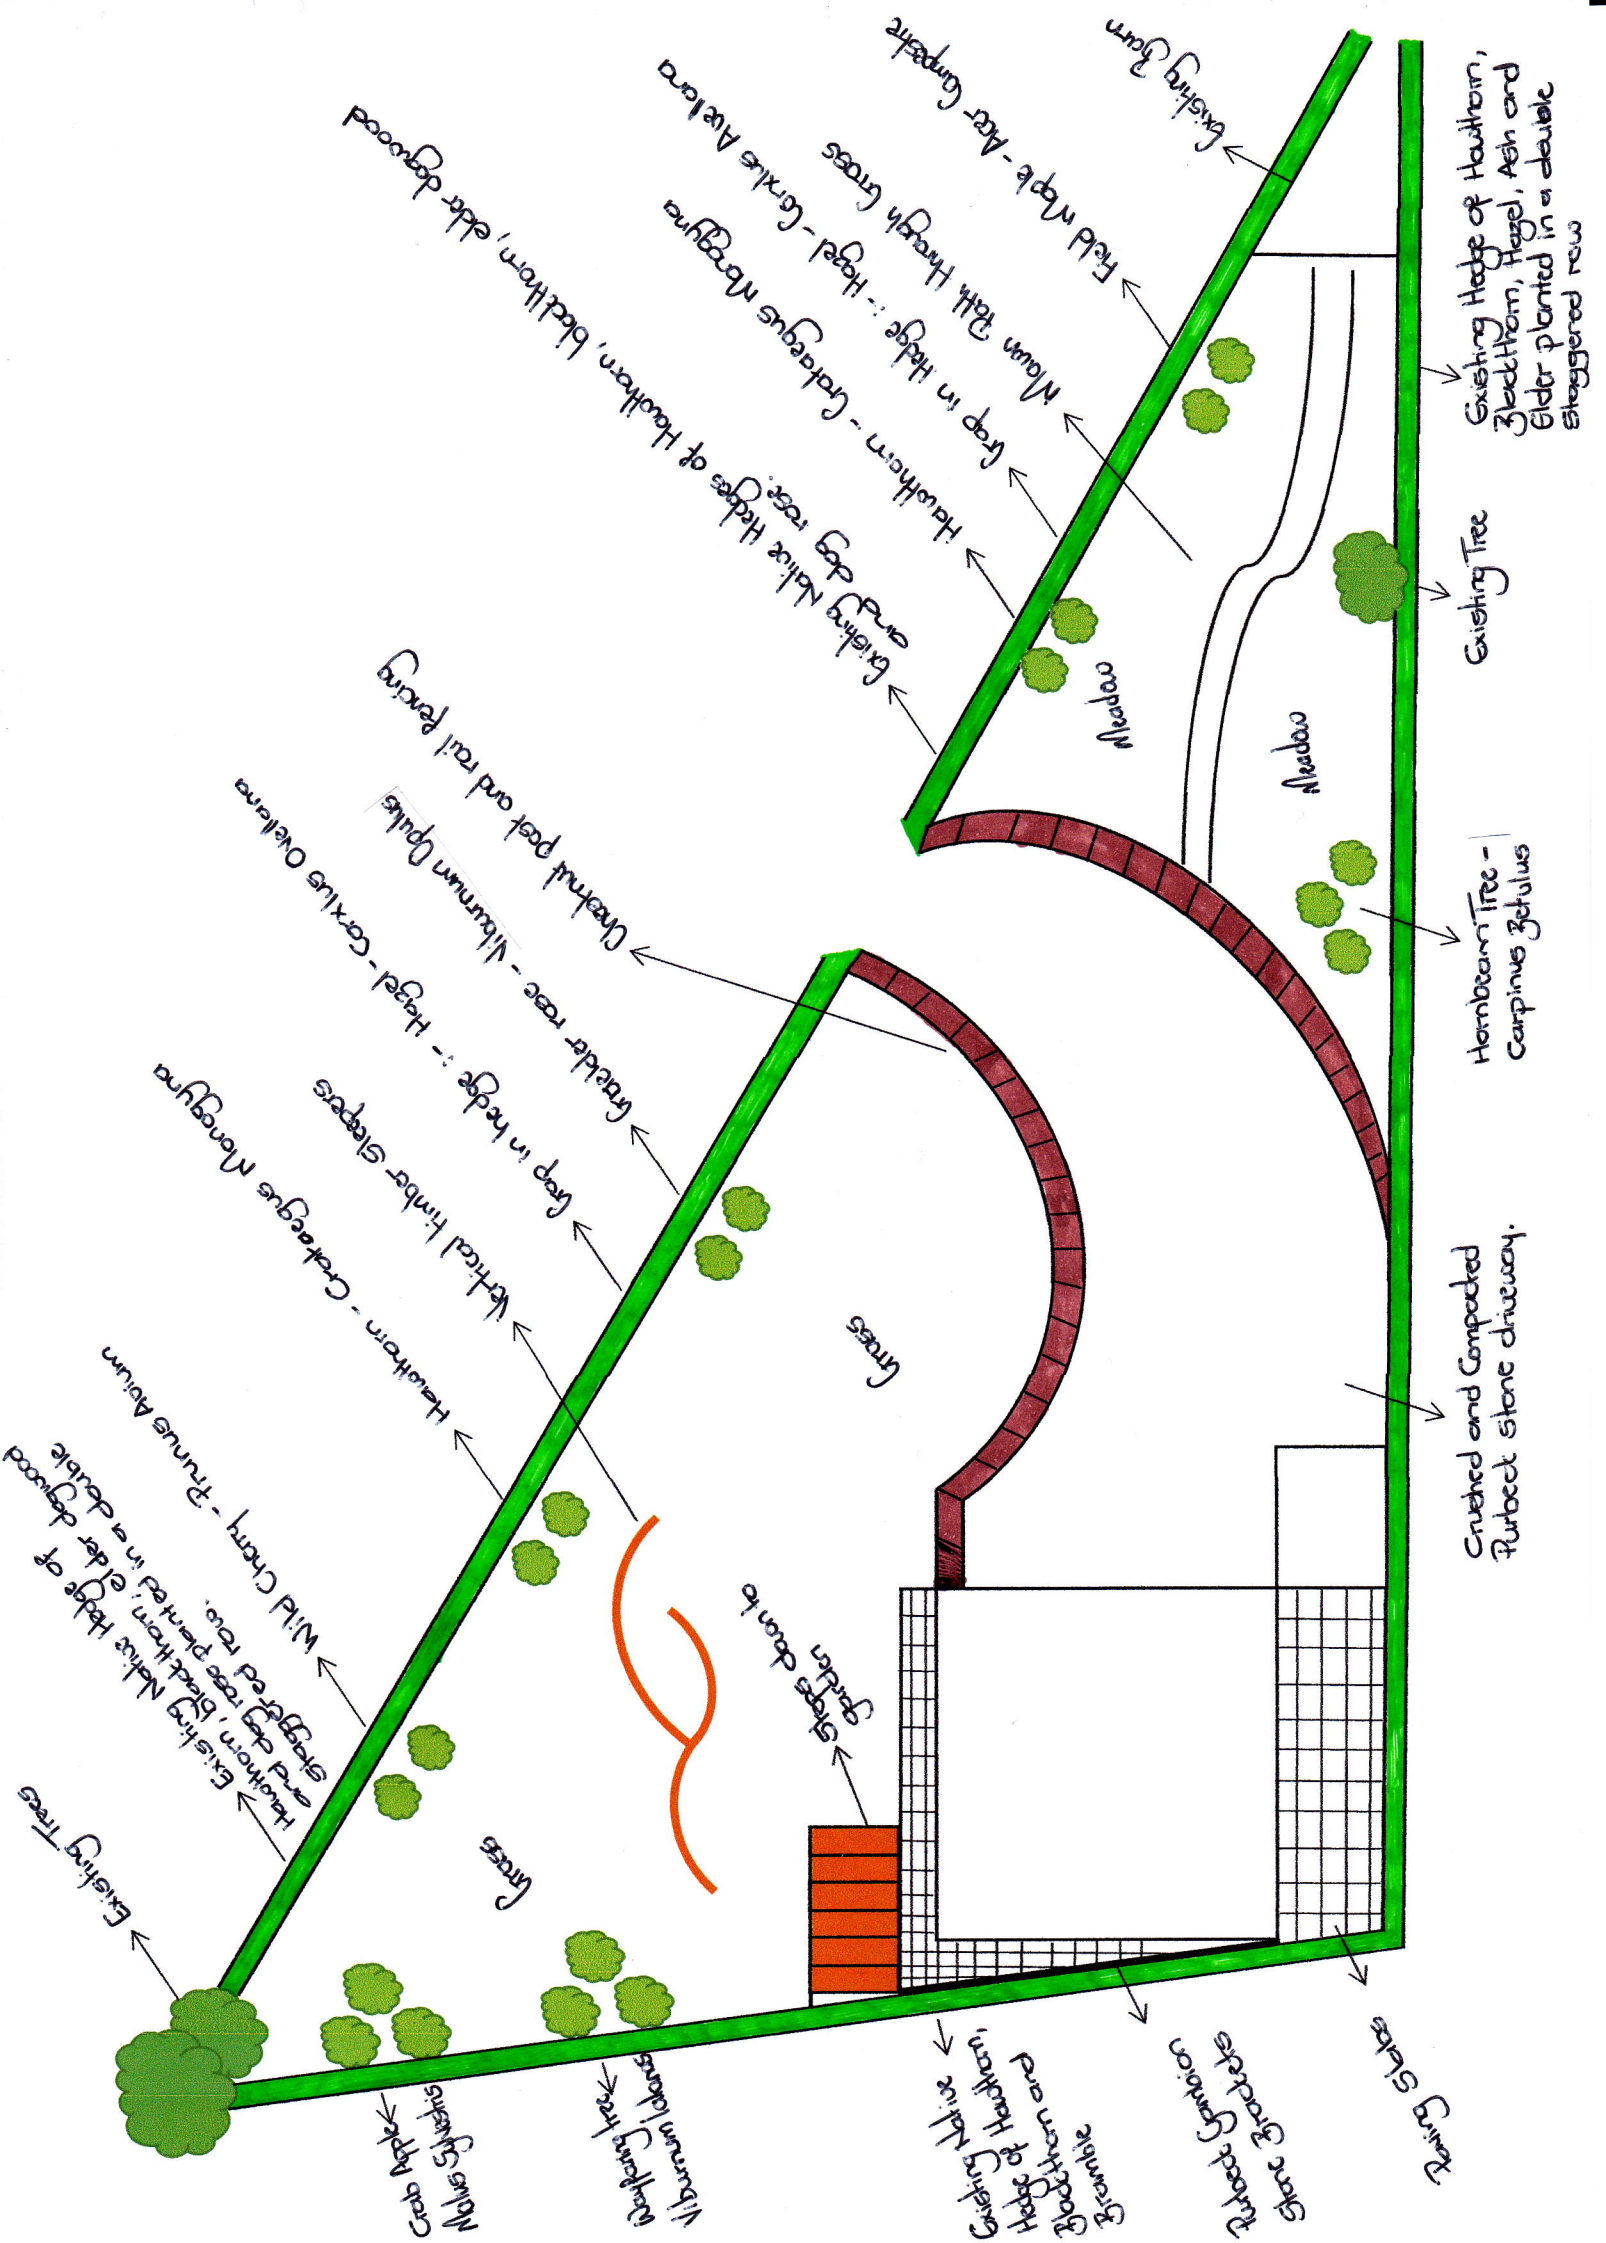 Existing Barn
Field Maple - Acer Campestre
Mown Path through Grass
Gap in Hedge :- Hazel - Corxlus Avellana
Hawthorn - Crataegus Monogyna
Existing Native Hedges of Hawthorn, blackthorn, elder dogwood
and dog rose.
Chestnut post and rail fencing
Guelder rose - Viburnum Opulus
Gap in hedge :- Hazel - Corxlus Ovellana
Vertical timber Sleepers
Hawthorn - Crataegus Monogyna
Wild Cherry - Prunus Avium
Existing Native Hedge of
Hawthorn, blackthorn, elder dogwood
and dog rose planted in a double
staggered row.
Existing Trees
Existing Hedge of Hawthorn,
Blackthorn, Hazel, Ash and
Elder planted in a double
staggered row
Existing Tree
Hornbeam Tree -
Carpinus Betulus
Crushed and Compacted
Purbeck stone driveway.
Meadow
Meadow
Grass
Grass
Steps down to
garden
Crab Apple
Malus Sylvestris
Wayfaring tree
Viburnum lantana
Existing Native
Hedge of Hawthorn,
Blackthorn and
Bramble
Purbeck Gambion
Stone Brackets
Paving Slabs